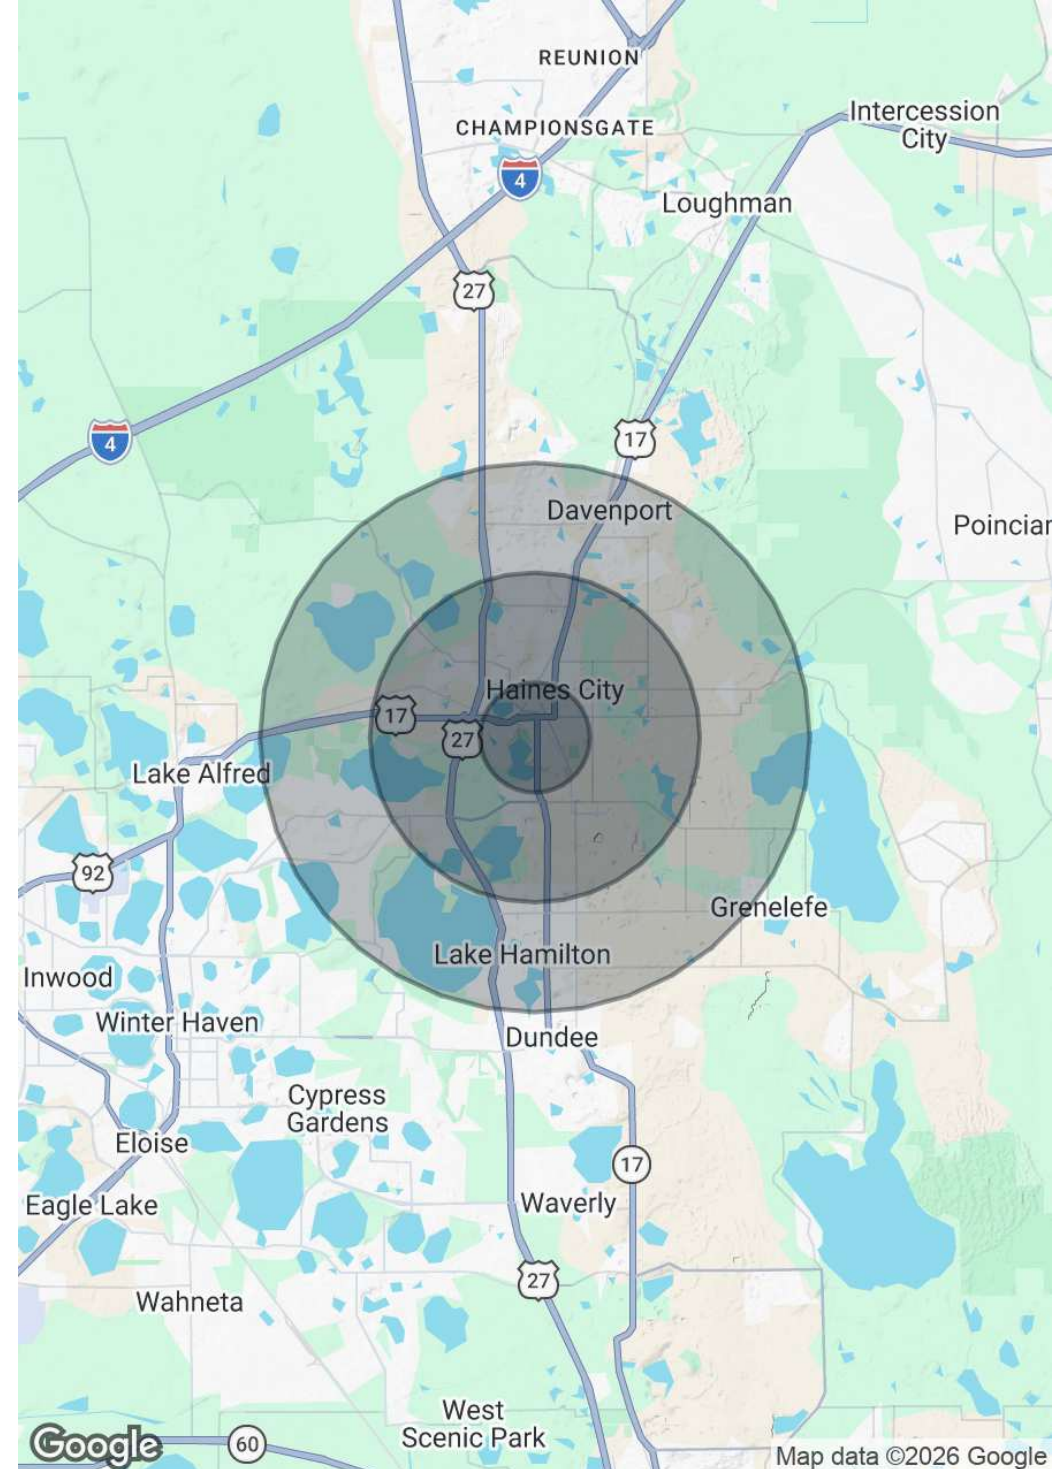 REUNION
CHAMPIONSGATE
Intercession
City
4
Loughman
27
4
17
Davenport
Poincian
Haines City
17
27
Lake Alfred
92
Grenelefe
Lake Hamilton
Inwood
Winter Haven
Dundee
Cypress
Gardens
Eloise
17
Eagle Lake
Waverly
27
Wahneta
West
Scenic Park
Google
60
Map data ©2026 Google